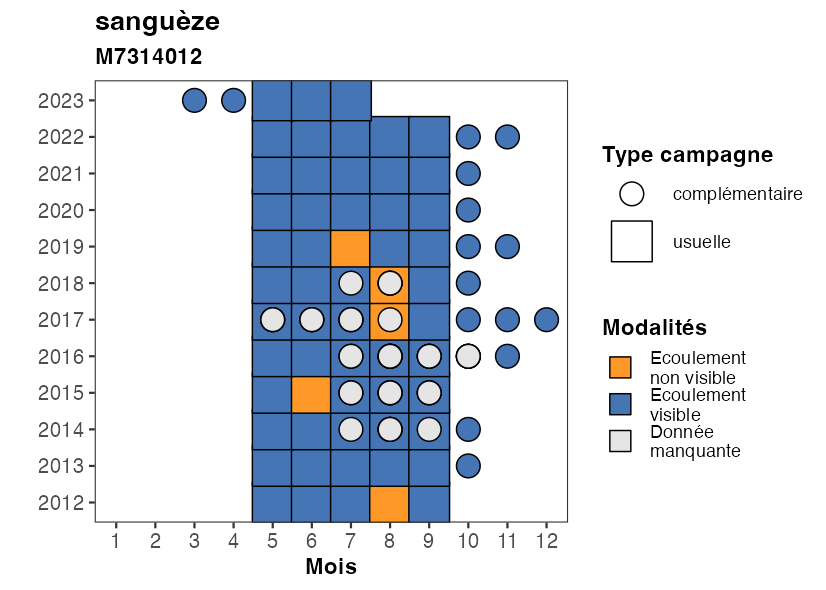 sanguèze
M7314012
2023
2022
2021
2020
2019
2018
2017
2016
2015
2014
2013
2012
1 2 3 4 5 6 7 8 9 10 11 12
Mois
Type campagne
complémentaire
usuelle
Modalités
Ecoulement
non visible
Ecoulement
visible
Donnée
manquante